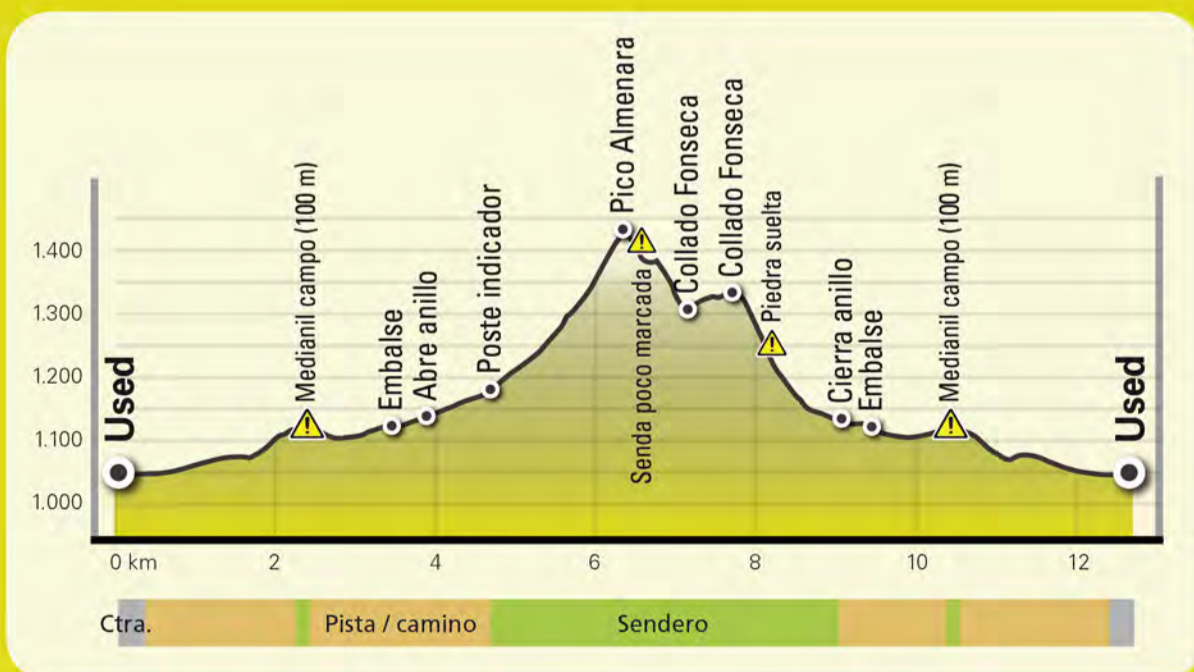 Used
Medianil campo (100 m)
Embalse
Abre anillo
Poste indicador
Pico Almenara
Senda poco marcada
Collado Fonseca
Collado Fonseca
Piedra suelta
Cierra anillo
Embalse
Medianil campo (100 m)
Used
1.400
1.300
1.200
1.100
1.000
0 km 2 4 6 8 10 12
Ctra. Pista / camino Sendero